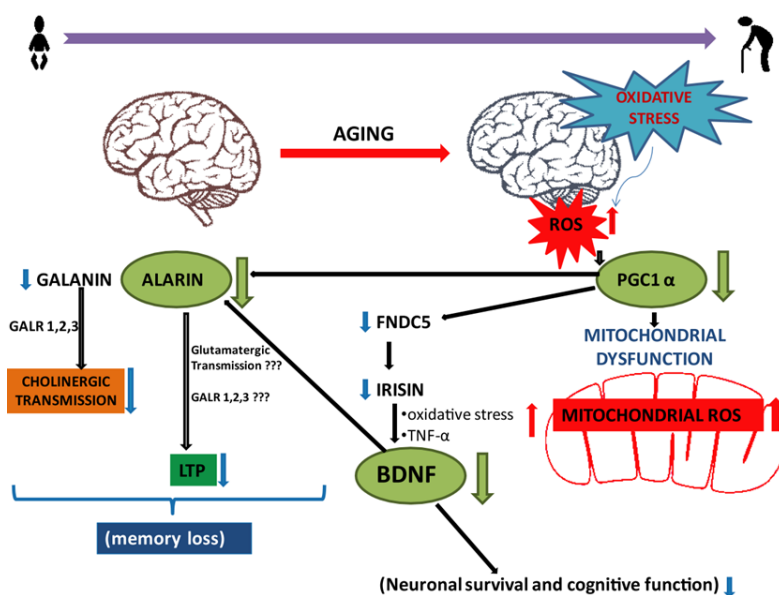 OXIDATIVE
STRESS
AGING
ROS
GALANIN
ALARIN
PGC1 α
GALR 1,2,3
FNDC5
MITOCHONDRIAL
DYSFUNCTION
Glutamatergic
Transmission ???
CHOLINERGIC
TRANSMISSION
GALR 1,2,3 ???
IRISIN
•oxidative stress
•TNF-α
MITOCHONDRIAL ROS
LTP
BDNF
(memory loss)
(Neuronal survival and cognitive function)